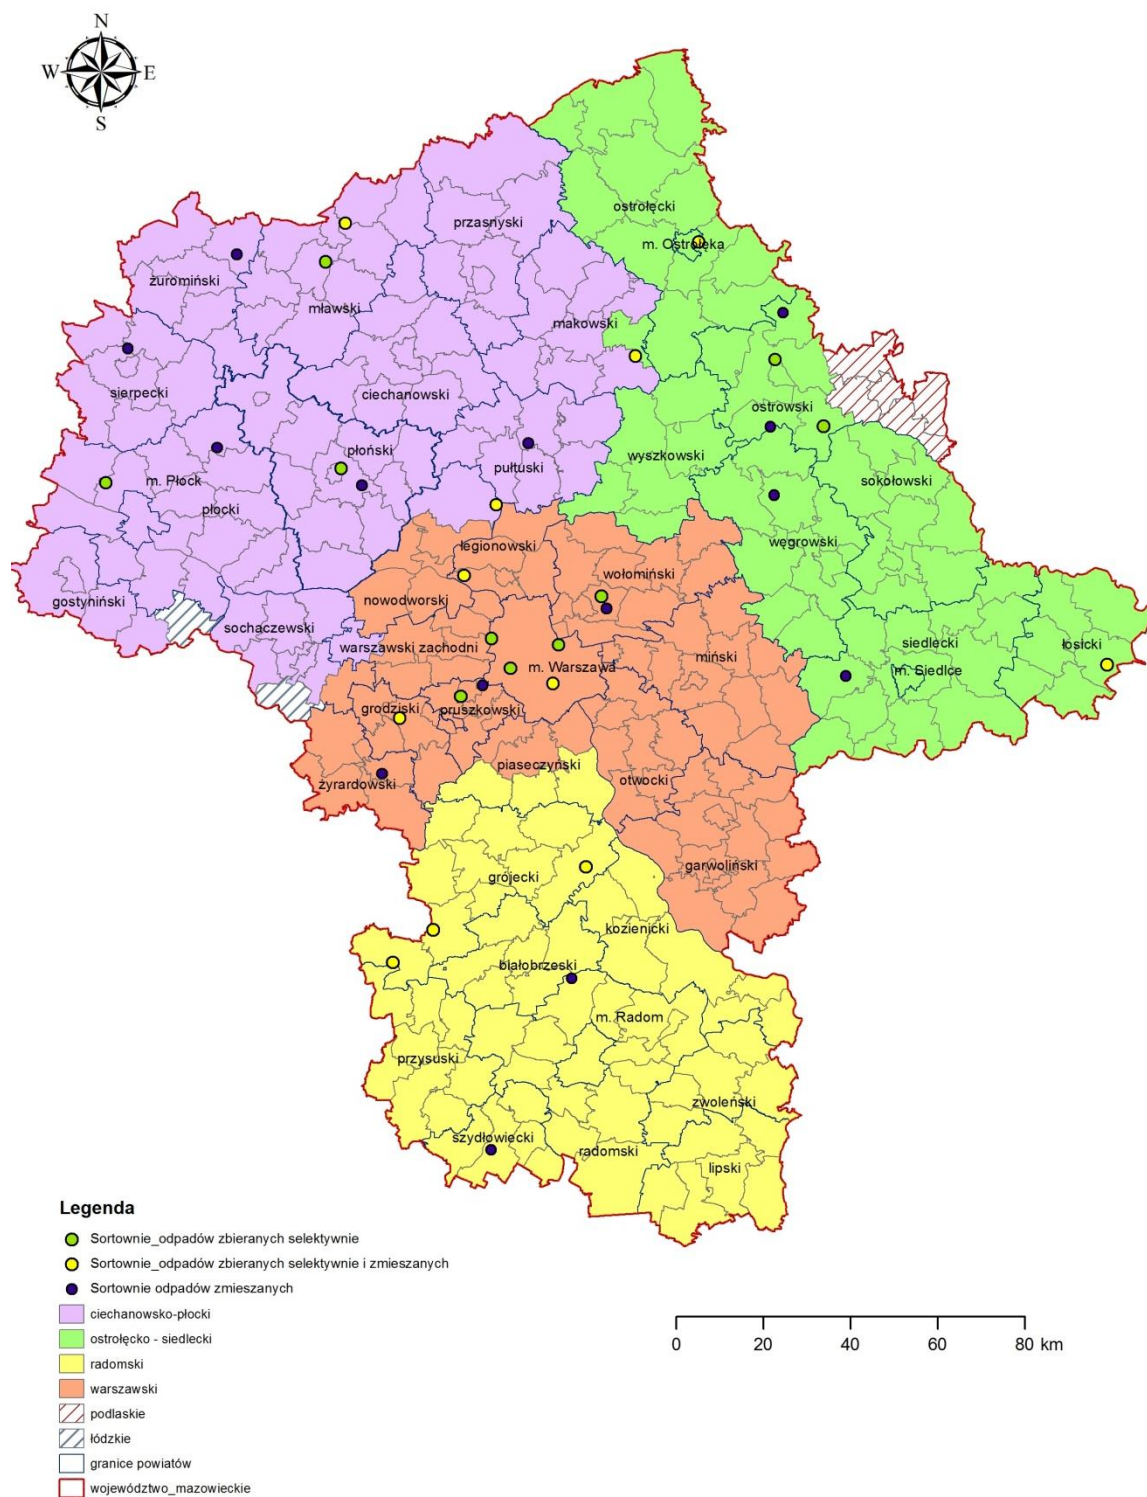 N
W E
S
ostrołęcki
przasnyski
m. Ostrołęka
żuromiński
mławski
makowski
sierpecki
ciechanowski
ostrowski
płoński
wyszkowski
pułtuski
sokołowski
m. Płock
płocki
węgrowski
legionowski
wołomiński
nowodworski
gostyniński
sochaczewski
siedlecki
łosicki
warszawski zachodni
miński
m. Warszawa
m. Siedlce
grodziski
pruszkowski
piaseczyński
otwocki
żyrardowski
garwoliński
grójecki
kozienicki
białobrzeski
m. Radom
przysuski
zwoleński
szydłowiecki
radomski
lipski
Legenda
Sortownie_odpadów zbieranych selektywnie
Sortownie_odpadów zbieranych selektywnie i zmieszanych
Sortownie odpadów zmieszanych
ciechanowsko-płocki
ostrołęcko - siedlecki
radomski
warszawski
podlaskie
łódzkie
granice powiatów
województwo_mazowieckie
0 20 40 60 80 km